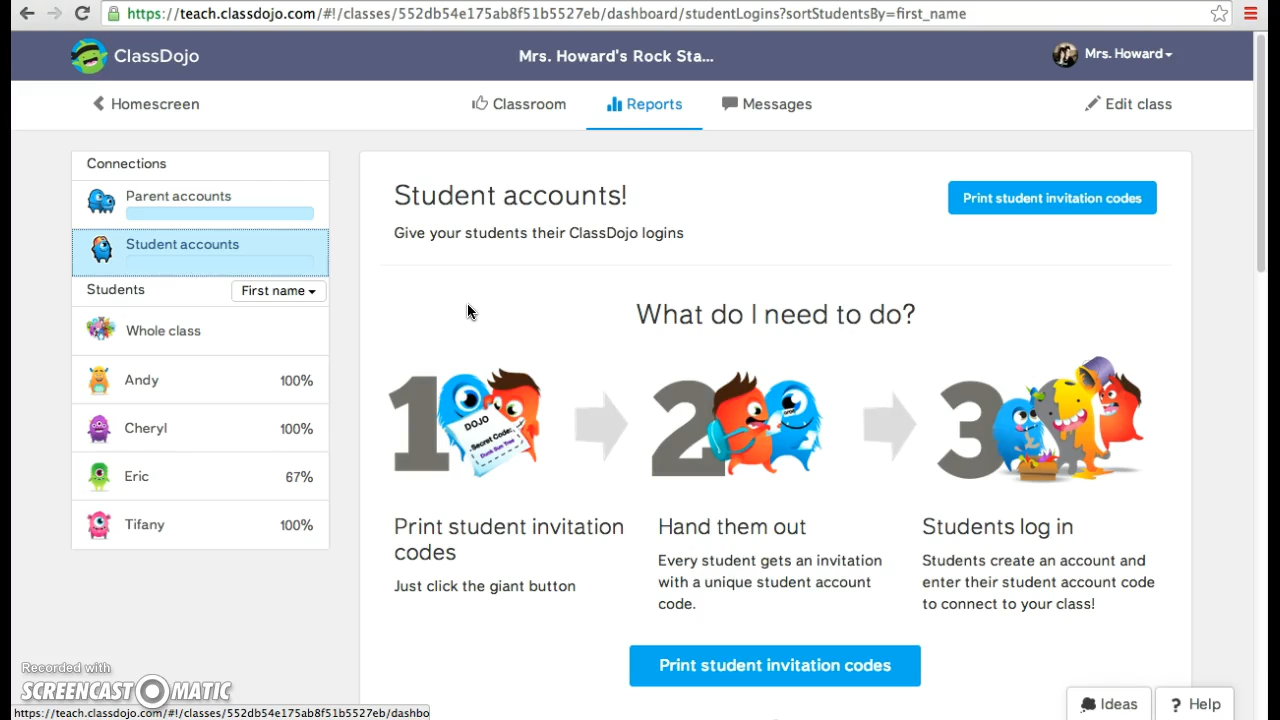 https://teach.classdojo.com/#!/classes/552db54e175ab8f51b5527eb/dashboard/studentLogins?sortStudentsBy=first_name
ClassDojo
Mrs. Howard's Rock Sta...
Mrs. Howard
Homescreen
Classroom
Reports
Messages
Edit class
Connections
Parent accounts
Student accounts
Students
First name
Whole class
Andy 100%
Cheryl 100%
Eric 67%
Tifany 100%
Student accounts!
Print student invitation codes
Give your students their ClassDojo logins
What do I need to do?
1
DOJO
Secret Code:
2
3
Print student invitation
codes
Just click the giant button
Hand them out
Every student gets an invitation
with a unique student account
code.
Students log in
Students create an account and
enter their student account code
to connect to your class!
Print student invitation codes
Ideas
? Help
Recorded with
SCREENCAST MATIC
https://teach.classdojo.com/#!/classes/552db54e175ab8f51b5527eb/dashbo